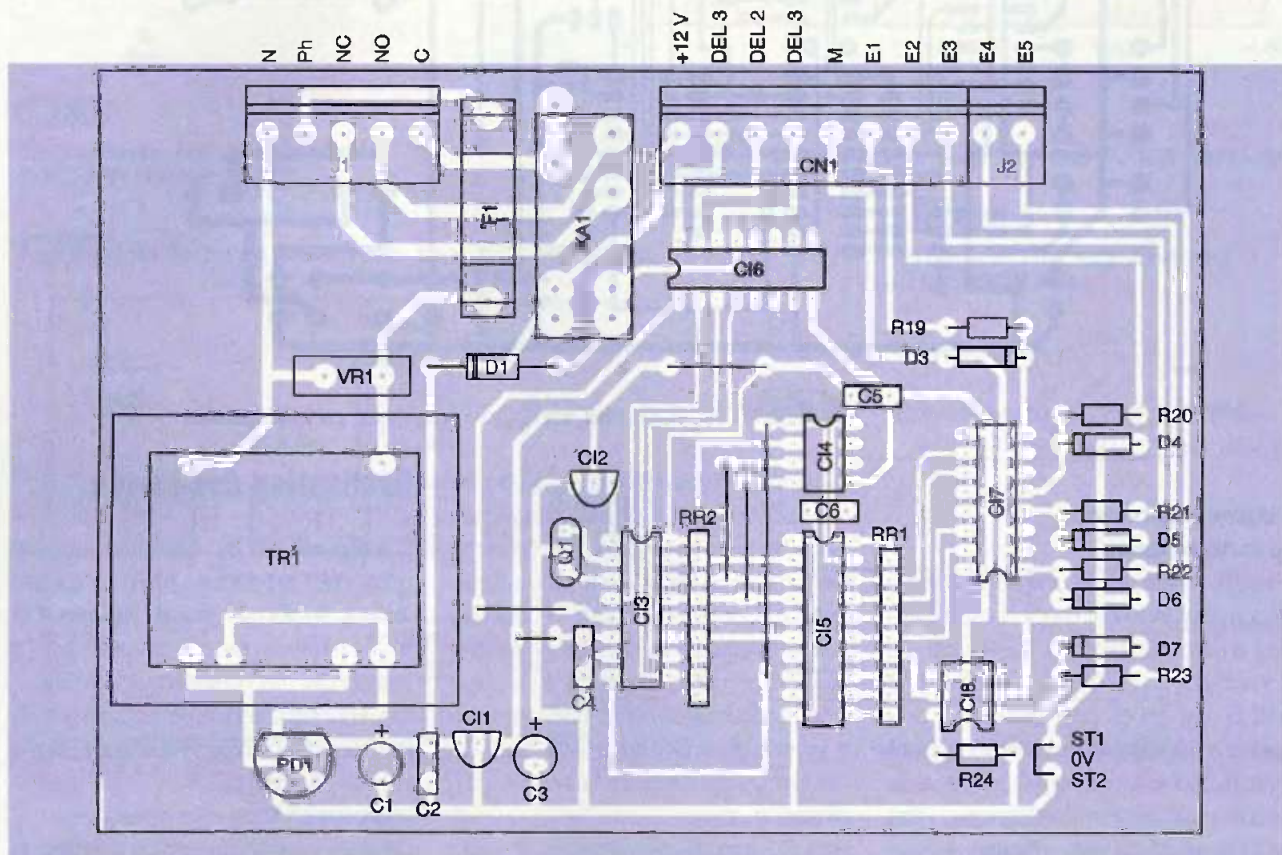 N Ph NC NO C +12 V DEL 3 DEL 2 DEL 3 M E1 E2 E3 E4 E5
J1 CN1 J2
F1 KA1
CI6
R19
D3
VR1 D1
C5
R20
D4
CI2 CI4 CI7
C6
R21
RR2 RR1
D5
Q1
TR1
R22
CI3 CI5
D6
D7
C4 R23
CI8
CI1 ST1
PD1 0V
R24 ST2
C1 C2 C3